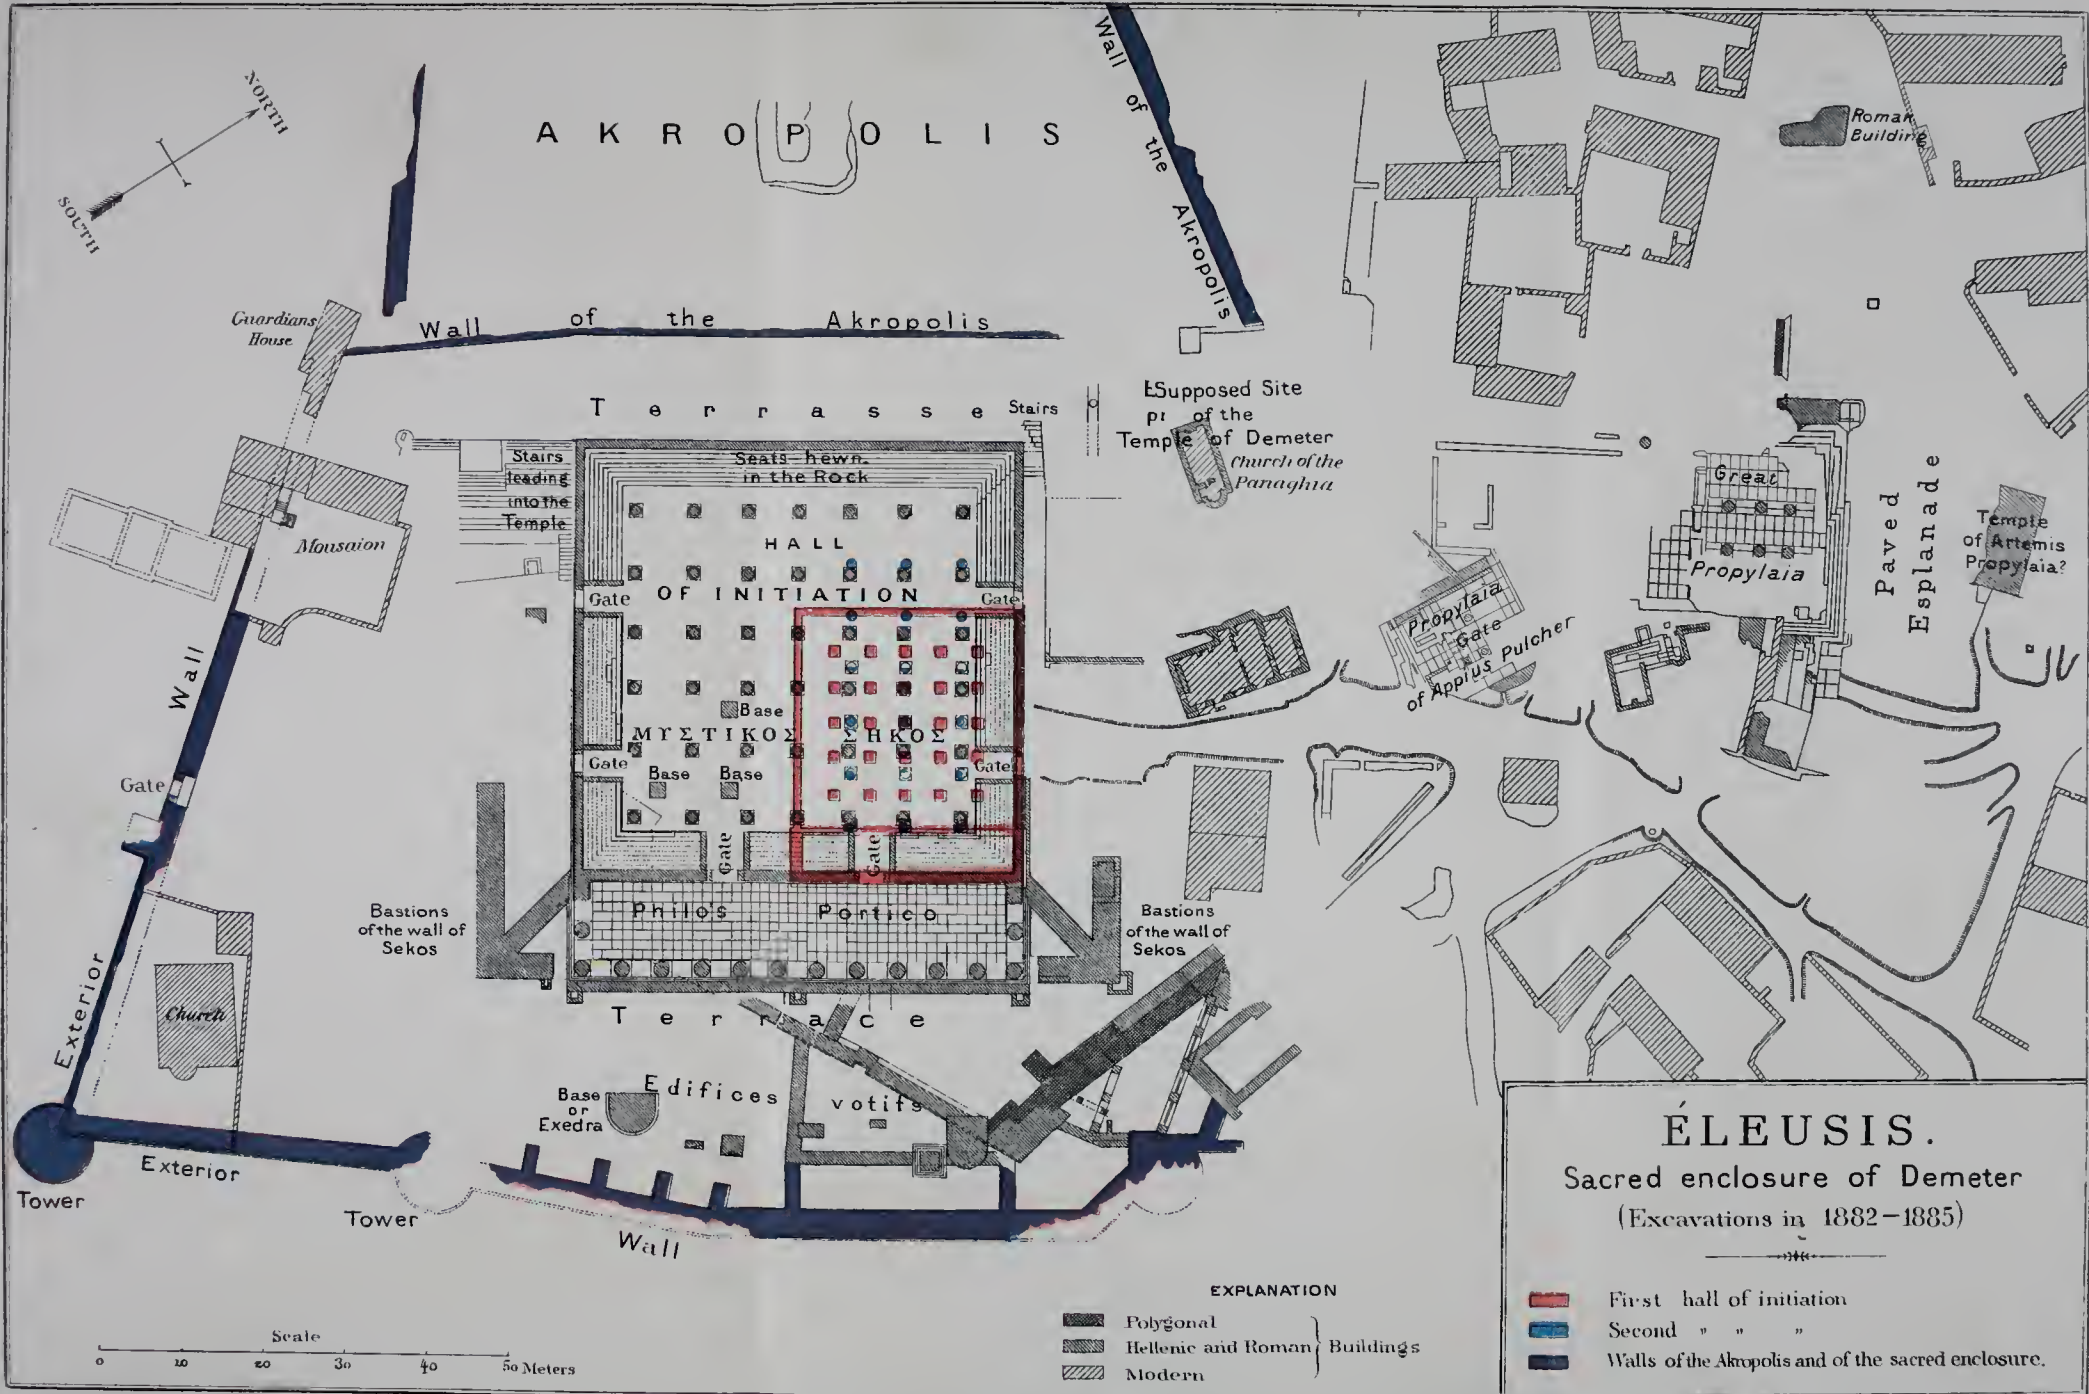 NORTH
SOUTH
AKROPOLIS
Wall of the Akropolis
Roman
Building
Guardians
House
Wall of the Akropolis
Terrasse
Stairs
Supposed Site
of the
Temple of Demeter
Church of the
Panaghia
Stairs
leading
into the
Temple
Seats hewn
in the Rock
HALL
OF INITIATION
Gate
Gate
Mousaion
Great
Propylaia
Paved
Esplanade
Temple
of Artemis
Propylaia?
Propylaia
Gate
of Appius Pulcher
Wall
Base
ΜΥΣΤΙΚΟΣ ΣΗΚΟΣ
Gate
Base
Base
Gate
Gate
Gate
Gate
Bastions
of the wall of
Sekos
Philo's Portico
Bastions
of the wall of
Sekos
Exterior
Church
Terrace
Base
or
Exedra
Edifices votifs
Exterior
Tower
Tower
Wall
ÉLEUSIS.
Sacred enclosure of Demeter
(Excavations in 1882–1885)
First hall of initiation
Second " " "
Walls of the Akropolis and of the sacred enclosure.
EXPLANATION
Polygonal
Hellenic and Roman } Buildings
Modern
Scale
0 10 20 30 40 50 Meters